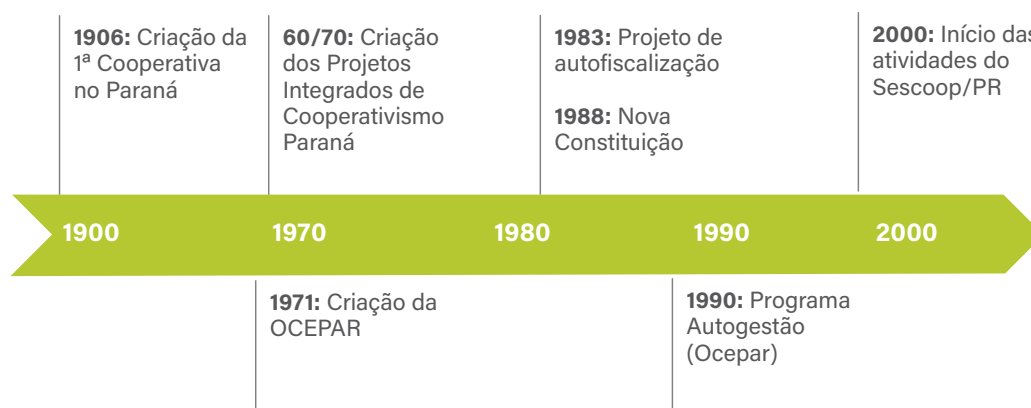 1906: Criação da
1ª Cooperativa
no Paraná
60/70: Criação
dos Projetos
Integrados de
Cooperativismo
Paraná
1983: Projeto de
autofiscalização
1988: Nova
Constituição
2000: Início das
atividades do
Sescoop/PR
1900
1970
1980
1990
2000
1971: Criação da
OCEPAR
1990: Programa
Autogestão
(Ocepar)